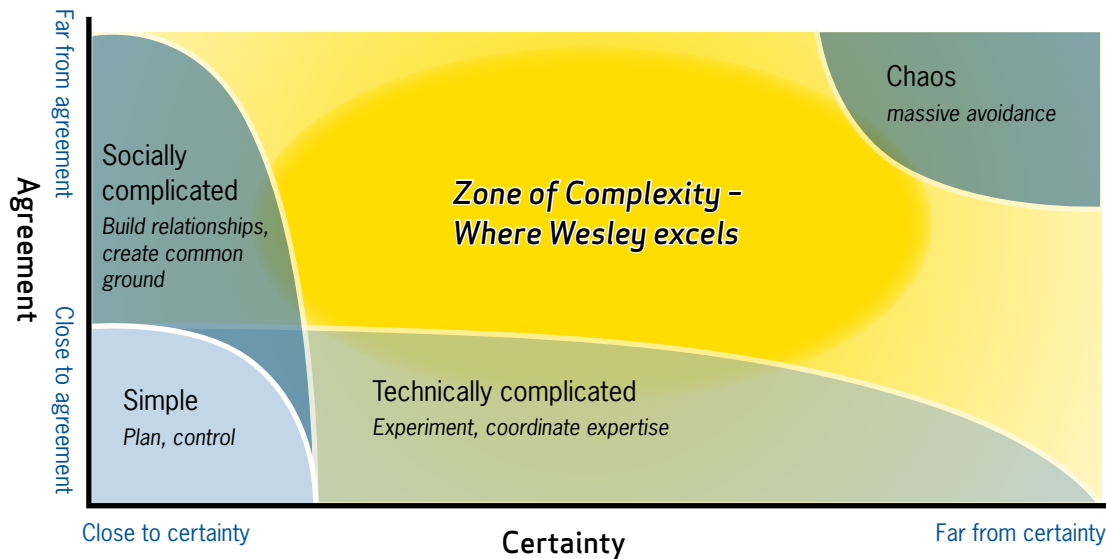 Far from agreement
Chaos
massive avoidance
Socially
complicated
Build relationships,
create common
ground
Zone of Complexity –
Where Wesley excels
Agreement
Close to agreement
Simple
Plan, control
Technically complicated
Experiment, coordinate expertise
Close to certainty
Certainty
Far from certainty